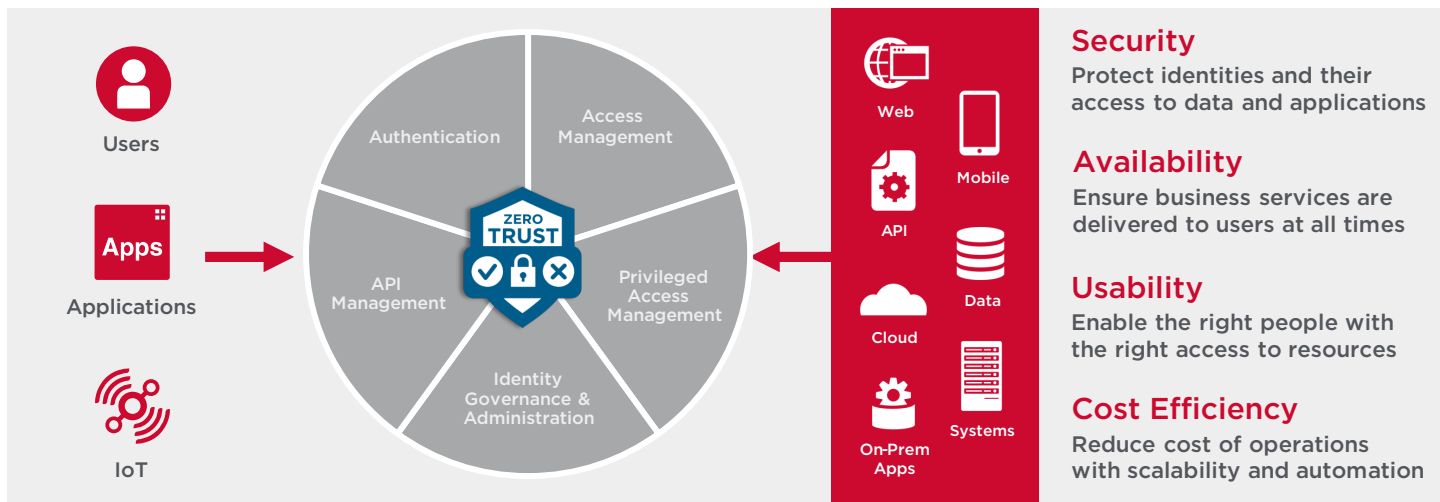 Users
Apps
Applications
IoT
Authentication
Access
Management
API
Management
ZERO
TRUST
Privileged
Access
Management
Identity
Governance &
Administration
Web
Mobile
API
Data
Cloud
Systems
On-Prem
Apps
Security
Protect identities and their
access to data and applications
Availability
Ensure business services are
delivered to users at all times
Usability
Enable the right people with
the right access to resources
Cost Efficiency
Reduce cost of operations
with scalability and automation